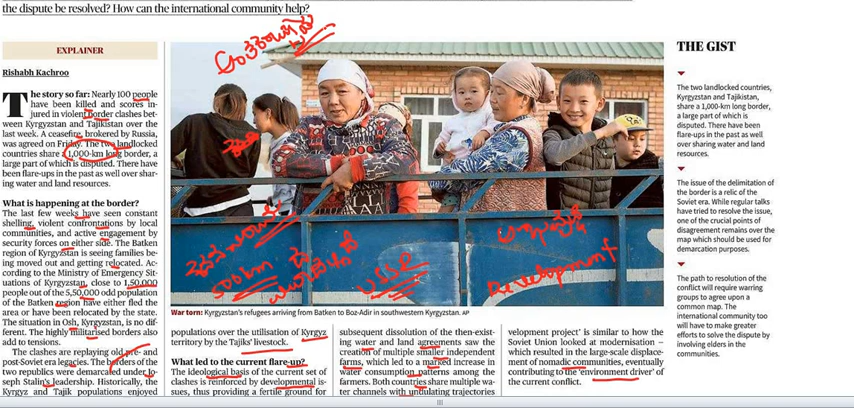 the dispute be resolved? How can the international community help?
EXPLAINER
Rishabh Kachroo
The story so far: Nearly 100 people
have been killed and scores in-
jured in violent border clashes bet-
ween Kyrgyzstan and Tajikistan over the
last week. A ceasefire, brokered by Russia,
was agreed on Friday. The two landlocked
countries share a 1,000-km long border, a
large part of which is disputed. There have
been flare-ups in the past as well over shar-
ing water and land resources.
What is happening at the border?
The last few weeks have seen constant
shelling, violent confrontations by local
communities, and active engagement by
security forces on either side. The Batken
region of Kyrgyzstan is seeing families be-
ing moved out and getting relocated. Ac-
cording to the Ministry of Emergency Sit-
uations of Kyrgyzstan, close to 1,50,000
people out of the 5,50,000 odd population
of the Batken region have either fled the
area or have been relocated by the state.
The situation in Osh, Kyrgyzstan, is no dif-
ferent. The highly militarised borders also
add to tensions.
The clashes are replaying old pre- and
post-Soviet era legacies. The borders of the
two republics were demarcated under Jo-
seph Stalin's leadership. Historically, the
Kyrgyz and Tajik populations enjoyed
500 km
USSR
Development
War torn: Kyrgyzstan's refugees arriving from Batken to Boz-Adir in southwestern Kyrgyzstan. AP
populations over the utilisation of Kyrgyz
territory by the Tajiks' livestock.
What led to the current flare-up?
The ideological basis of the current set of
clashes is reinforced by developmental is-
sues, thus providing a fertile ground for
subsequent dissolution of the then-exist-
ing water and land agreements saw the
creation of multiple smaller independent
farms, which led to a marked increase in
water consumption patterns among the
farmers. Both countries share multiple wa-
ter channels with undulating trajectories
velopment project' is similar to how the
Soviet Union looked at modernisation –
which resulted in the large-scale displace-
ment of nomadic communities, eventually
contributing to the 'environment driver' of
the current conflict.
THE GIST
The two landlocked countries,
Kyrgyzstan and Tajikistan,
share a 1,000-km long border,
a large part of which is
disputed. There have been
flare-ups in the past as well
over sharing water and land
resources.
The issue of the delimitation of
the border is a relic of the
Soviet era. While regular talks
have tried to resolve the issue,
one of the crucial points of
disagreement remains over the
map which should be used for
demarcation purposes.
The path to resolution of the
conflict will require warring
groups to agree upon a
common map. The
international community too
will have to make greater
efforts to solve the dispute by
involving elders in the
communities.